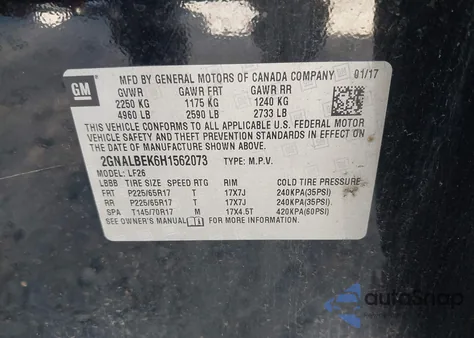 GM
MFD BY GENERAL MOTORS OF CANADA COMPANY 01/17
GVWR GAWR FRT GAWR RR
2250 KG 1175 KG 1240 KG
4960 LB 2590 LB 2733 LB
THIS VEHICLE CONFORMS TO ALL APPLICABLE U.S. FEDERAL MOTOR
VEHICLE SAFETY AND THEFT PREVENTION STANDARDS IN EFFECT ON
THE DATE OF MANUFACTURE SHOWN ABOVE.
2GNALBEK6H1562073 TYPE: M.P.V.
MODEL: LF26
LBBB TIRE SIZE SPEED RTG RIM COLD TIRE PRESSURE
FRT P225/65R17 T 17X7J 240KPA(35PSI)
RR P225/65R17 T 17X7J 240KPA(35PSI)
SPA T145/70R17 M 17X4.5T 420KPA(60PSI)
SEE OWNER'S MANUAL FOR MORE INFORMATION.
autoSnap